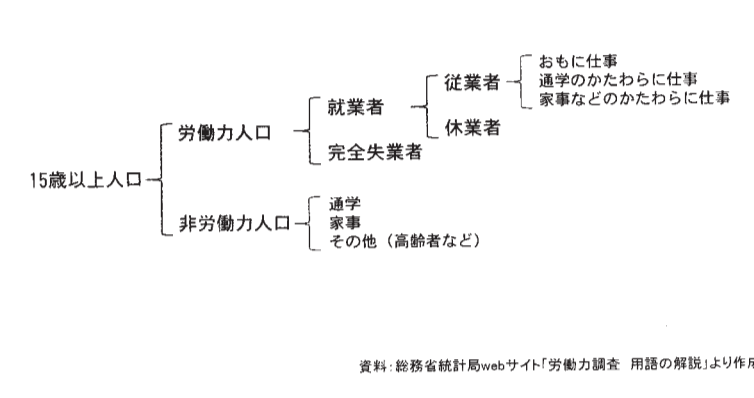 おもに仕事
従業者
通学のかたわらに仕事
家事などのかたわらに仕事
就業者
休業者
労働力人口
完全失業者
15歳以上人口
通学
非労働力人口
家事
その他（高齢者など）
資料：総務省統計局webサイト「労働力調査　用語の解説」より作成